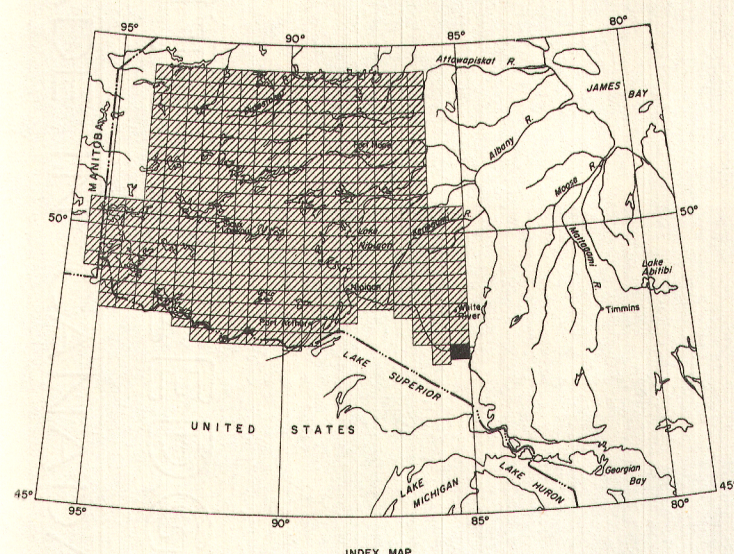 95°
90°
85°
80°
Attawapiskat R.
JAMES BAY
Albany R.
MANITOBA
Moose R.
50°
50°
Lake Nipigon
R.
Mattagami R.
Lake Abitibi
Nipigon
White River
Timmins
Port Arthur
LAKE SUPERIOR
UNITED STATES
Georgian Bay
LAKE HURON
LAKE MICHIGAN
45°
45°
95°
90°
85°
80°
INDEX MAP